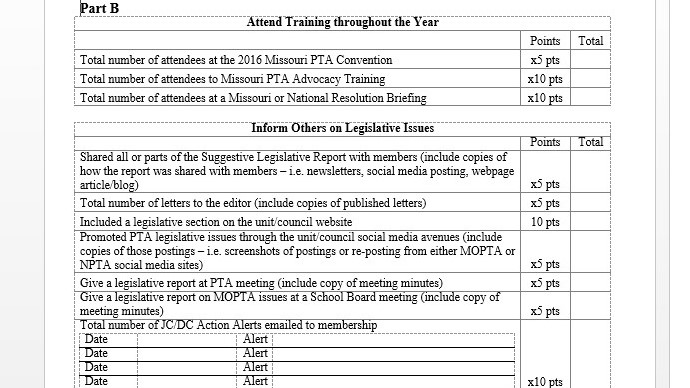 Part B
Attend Training throughout the Year
Points Total
Total number of attendees at the 2016 Missouri PTA Convention x5 pts
Total number of attendees to Missouri PTA Advocacy Training x10 pts
Total number of attendees at a Missouri or National Resolution Briefing x10 pts
Inform Others on Legislative Issues
Points Total
Shared all or parts of the Suggestive Legislative Report with members (include copies of
how the report was shared with members – i.e. newsletters, social media posting, webpage
article/blog) x5 pts
Total number of letters to the editor (include copies of published letters) x5 pts
Included a legislative section on the unit/council website 10 pts
Promoted PTA legislative issues through the unit/council social media avenues (include
copies of those postings – i.e. screenshots of postings or re-posting from either MOPTA or
NPTA social media sites) x5 pts
Give a legislative report at PTA meeting (include copy of meeting minutes) x5 pts
Give a legislative report on MOPTA issues at a School Board meeting (include copy of
meeting minutes) x5 pts
Total number of JC/DC Action Alerts emailed to membership
Date Alert
Date Alert
Date Alert
Date Alert x10 pts